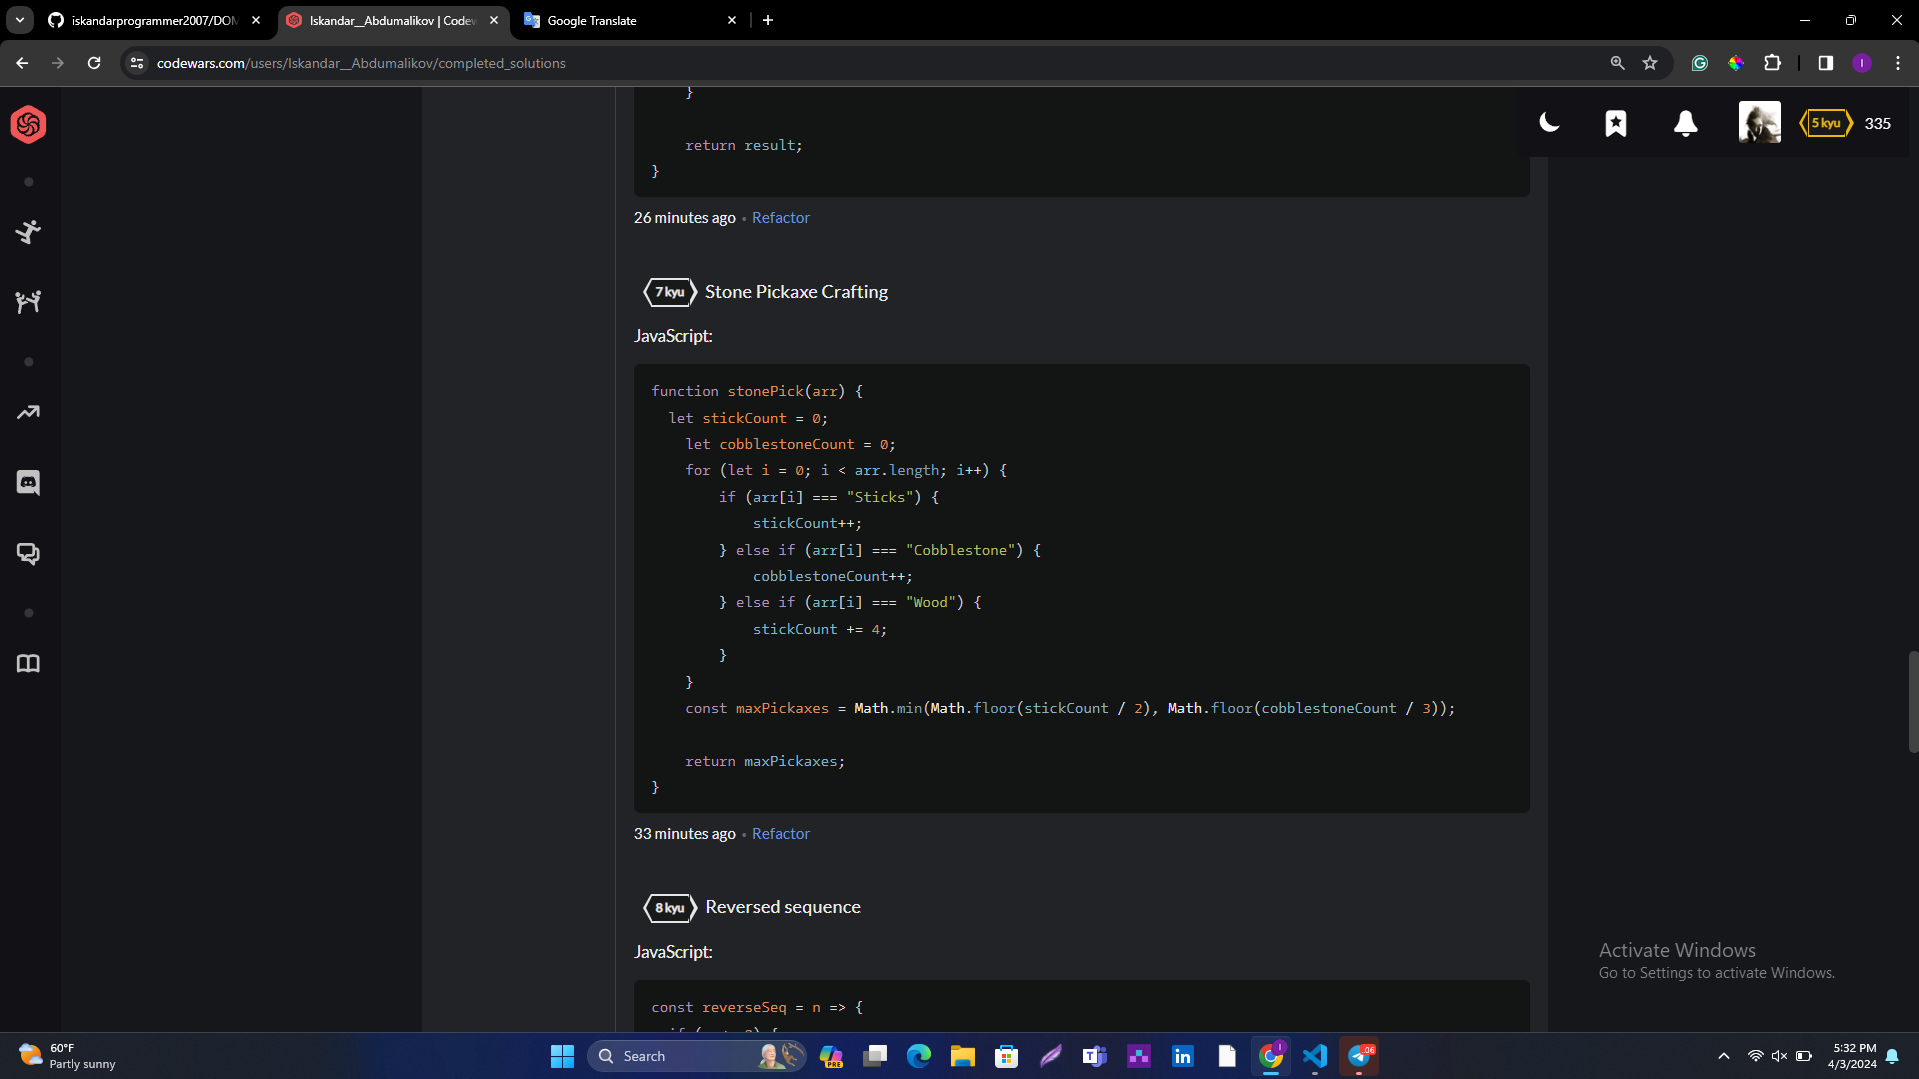 iskandarprogrammer2007/DOM
Iskandar__Abdumalikov | Codew
Google Translate
codewars.com/users/Iskandar__Abdumalikov/completed_solutions
5 kyu 335
}
return result;
}
26 minutes ago • Refactor
7 kyu Stone Pickaxe Crafting
JavaScript:
function stonePick(arr) {
let stickCount = 0;
let cobblestoneCount = 0;
for (let i = 0; i < arr.length; i++) {
if (arr[i] === "Sticks") {
stickCount++;
} else if (arr[i] === "Cobblestone") {
cobblestoneCount++;
} else if (arr[i] === "Wood") {
stickCount += 4;
}
}
const maxPickaxes = Math.min(Math.floor(stickCount / 2), Math.floor(cobblestoneCount / 3));
return maxPickaxes;
}
33 minutes ago • Refactor
8 kyu Reversed sequence
JavaScript:
const reverseSeq = n => {
Activate Windows
Go to Settings to activate Windows.
60°F
Partly sunny
Search
PRE
5:32 PM
4/3/2024